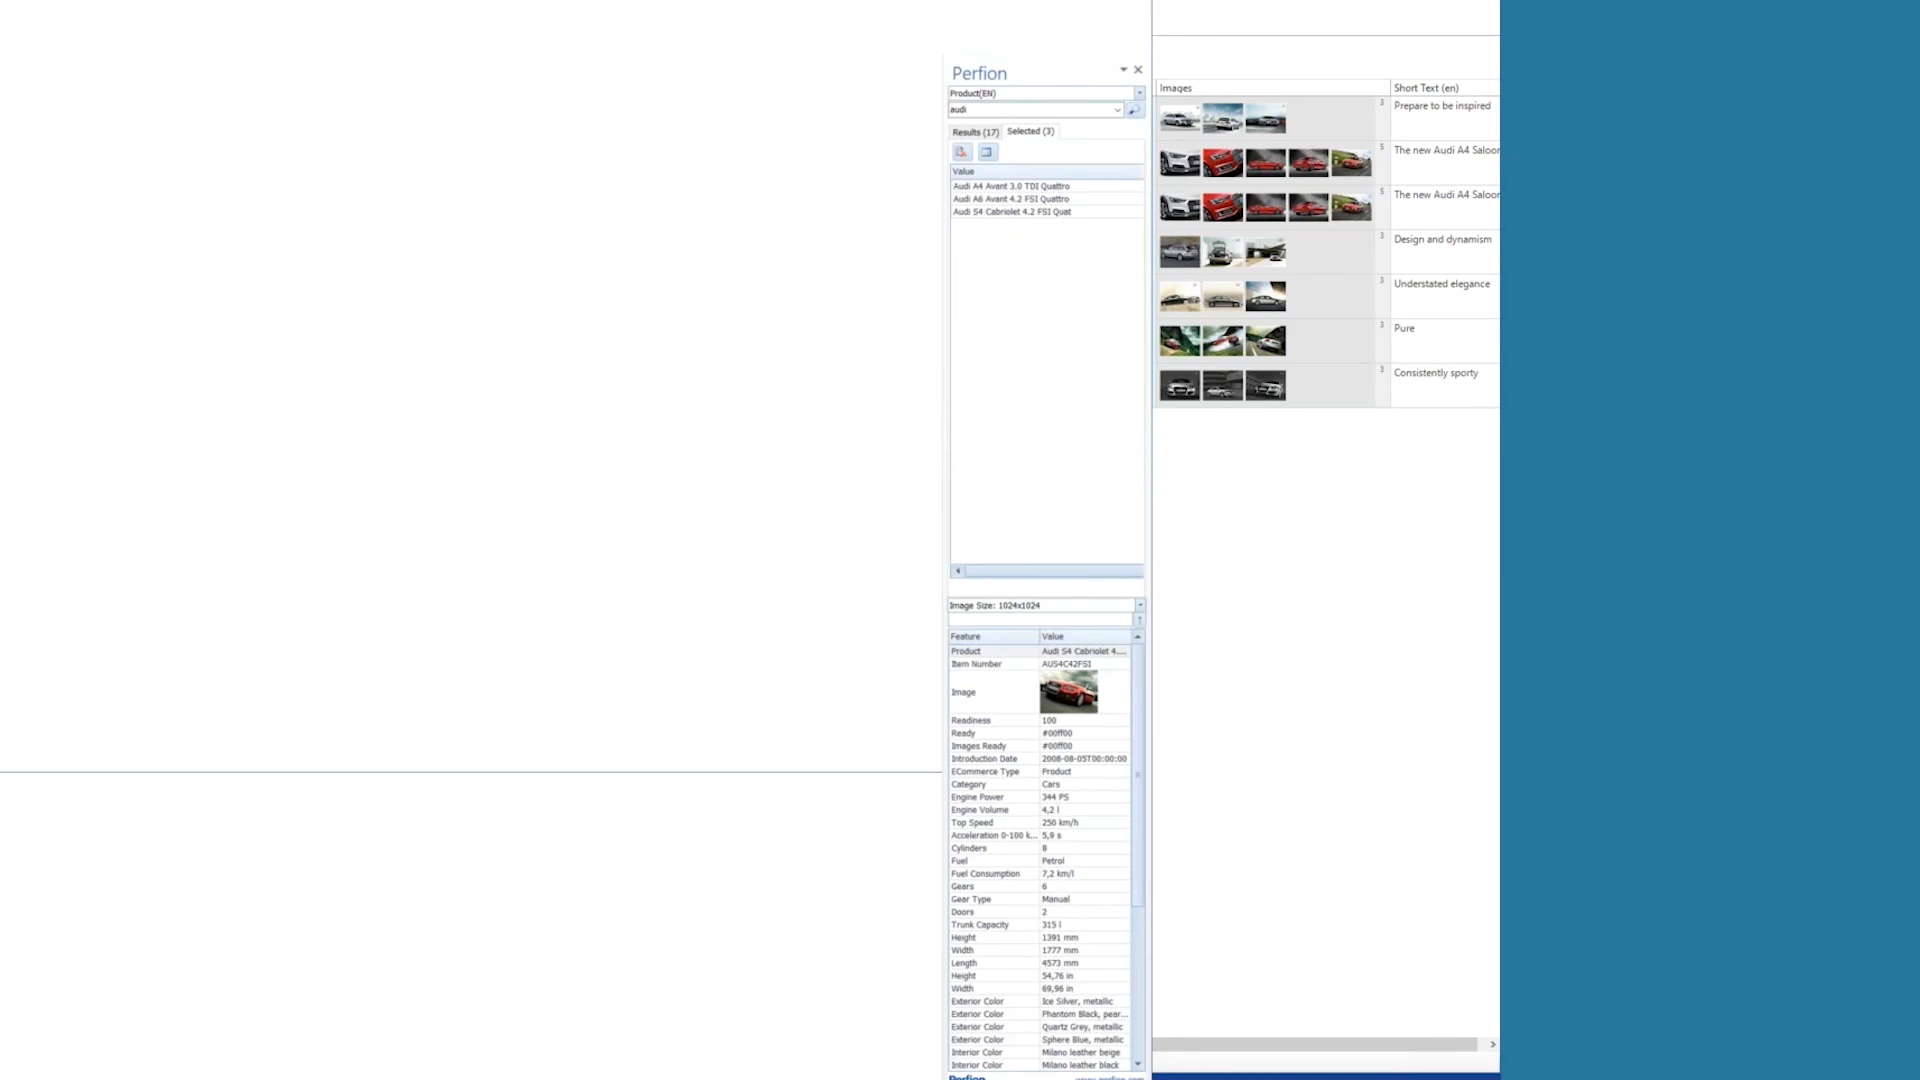 Perfion
Product(EN)
audi
Results (17) Selected (3)
Value
Audi A4 Avant 3.0 TDI Quattro
Audi A6 Avant 4.2 FSI Quattro
Audi S4 Cabriolet 4.2 FSI Quat
Image Size: 1024x1024
Feature Value
Product Audi S4 Cabriolet 4....
Item Number AUS4C42FSI
Image
Readiness 100
Ready #00ff00
Images Ready #00ff00
Introduction Date 2008-08-05T00:00:00
ECommerce Type Product
Category Cars
Engine Power 344 PS
Engine Volume 4,2 l
Top Speed 250 km/h
Acceleration 0-100 k... 5,9 s
Cylinders 8
Fuel Petrol
Fuel Consumption 7,2 km/l
Gears 6
Gear Type Manual
Doors 2
Trunk Capacity 315 l
Height 1391 mm
Width 1777 mm
Length 4573 mm
Height 54,76 in
Width 69,96 in
Exterior Color Ice Silver, metallic
Exterior Color Phantom Black, pear...
Exterior Color Quartz Grey, metallic
Exterior Color Sphere Blue, metallic
Interior Color Milano leather beige
Interior Color Milano leather black
Perfion www.perfion.com
Images Short Text (en)
3 Prepare to be inspired
5 The new Audi A4 Saloon
5 The new Audi A4 Saloon
3 Design and dynamism
3 Understated elegance
3 Pure
3 Consistently sporty